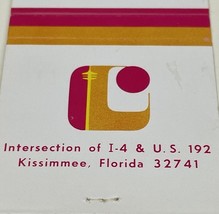 Intersection of I-4 & U.S. 192
Kissimmee, Florida 32741